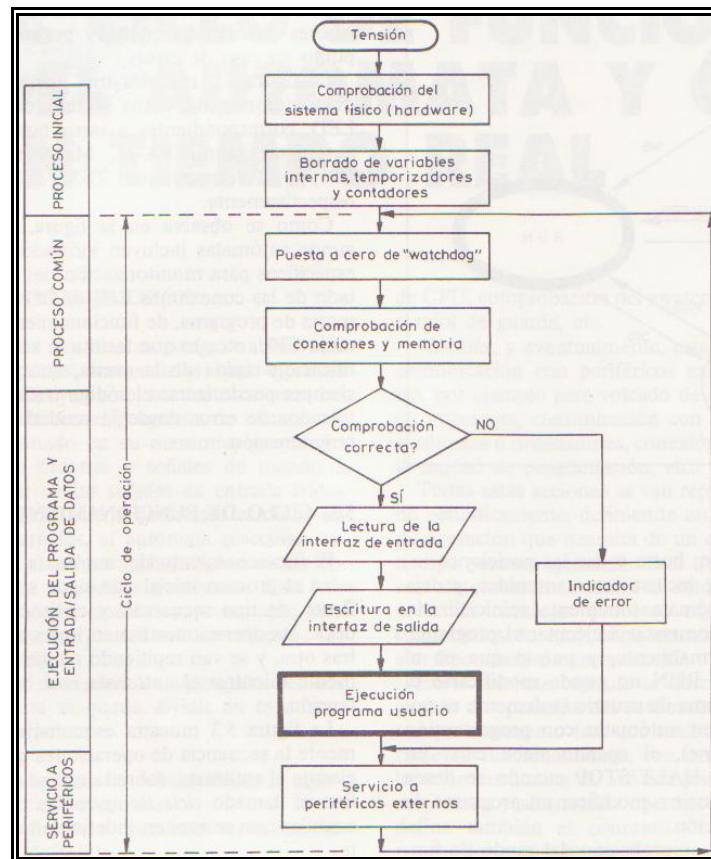 Tensión
Comprobación del
sistema físico (hardware)
Borrado de variables
internas, temporizadores
y contadores
PROCESO INICIAL
Puesta a cero de "watchdog"
Comprobación de
conexiones y memoria
PROCESO COMÚN
Comprobación
correcta?
NO
SÍ
Lectura de la
interfaz de entrada
Escritura en la
interfaz de salida
Indicador
de error
Ejecución
programa usuario
EJECUCIÓN DEL PROGRAMA
ENTRADA/SALIDA DE DATOS
Ciclo de operación
Servicio a
periféricos externos
SERVICIO A
PERIFÉRICOS